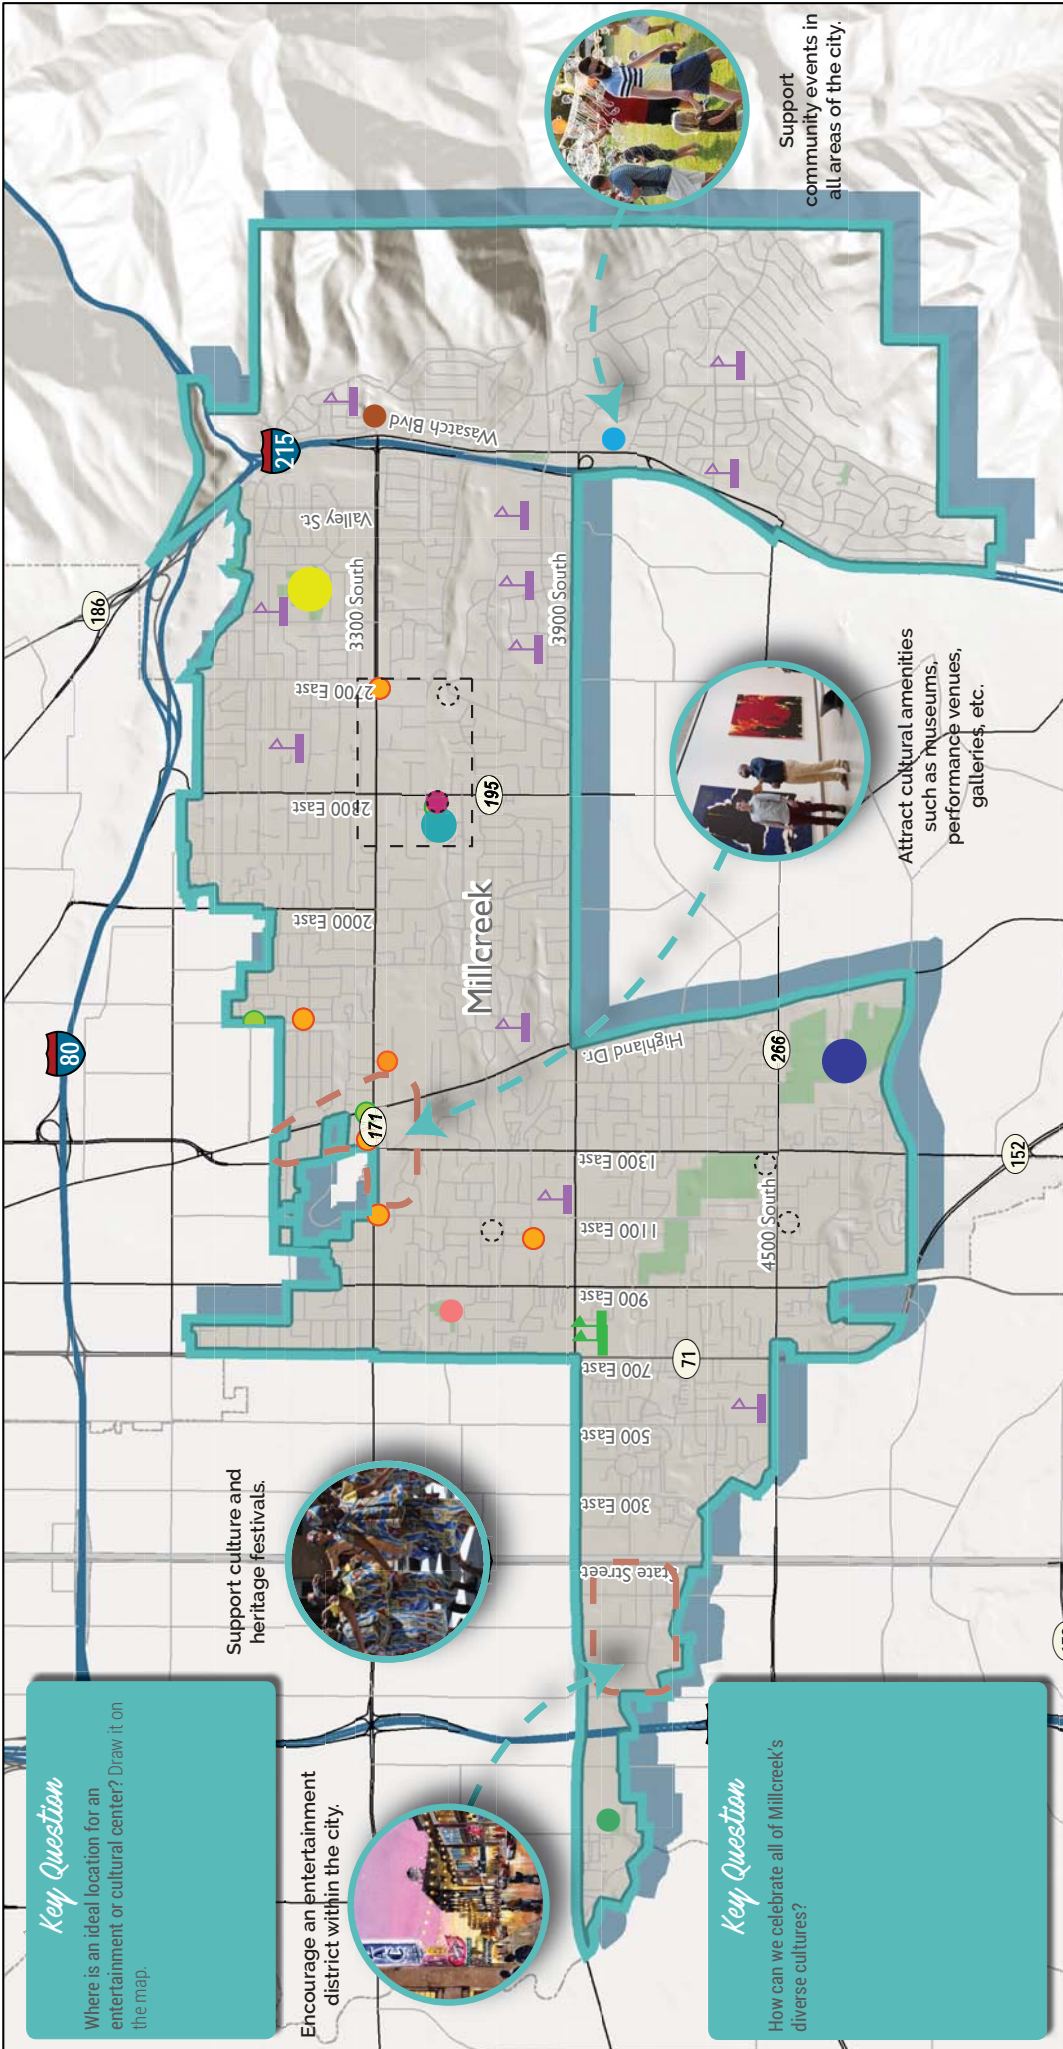 Key Question
Where is an ideal location for an
entertainment or cultural center? Draw it on
the map.
Support culture and
heritage festivals.
Encourage an entertainment
district within the city.
Key Question
How can we celebrate all of Millcreek's
diverse cultures?
Attract cultural amenities
such as museums,
performance venues,
galleries, etc.
Support
community events in
all areas of the city.
Millcreek
80
215
186
195
171
266
152
71
3300 South
3900 South
4500 South
State Street
300 East
500 East
700 East
900 East
1100 East
1300 East
Highland Dr.
2000 East
2300 East
2700 East
Valley St.
Wasatch Blvd